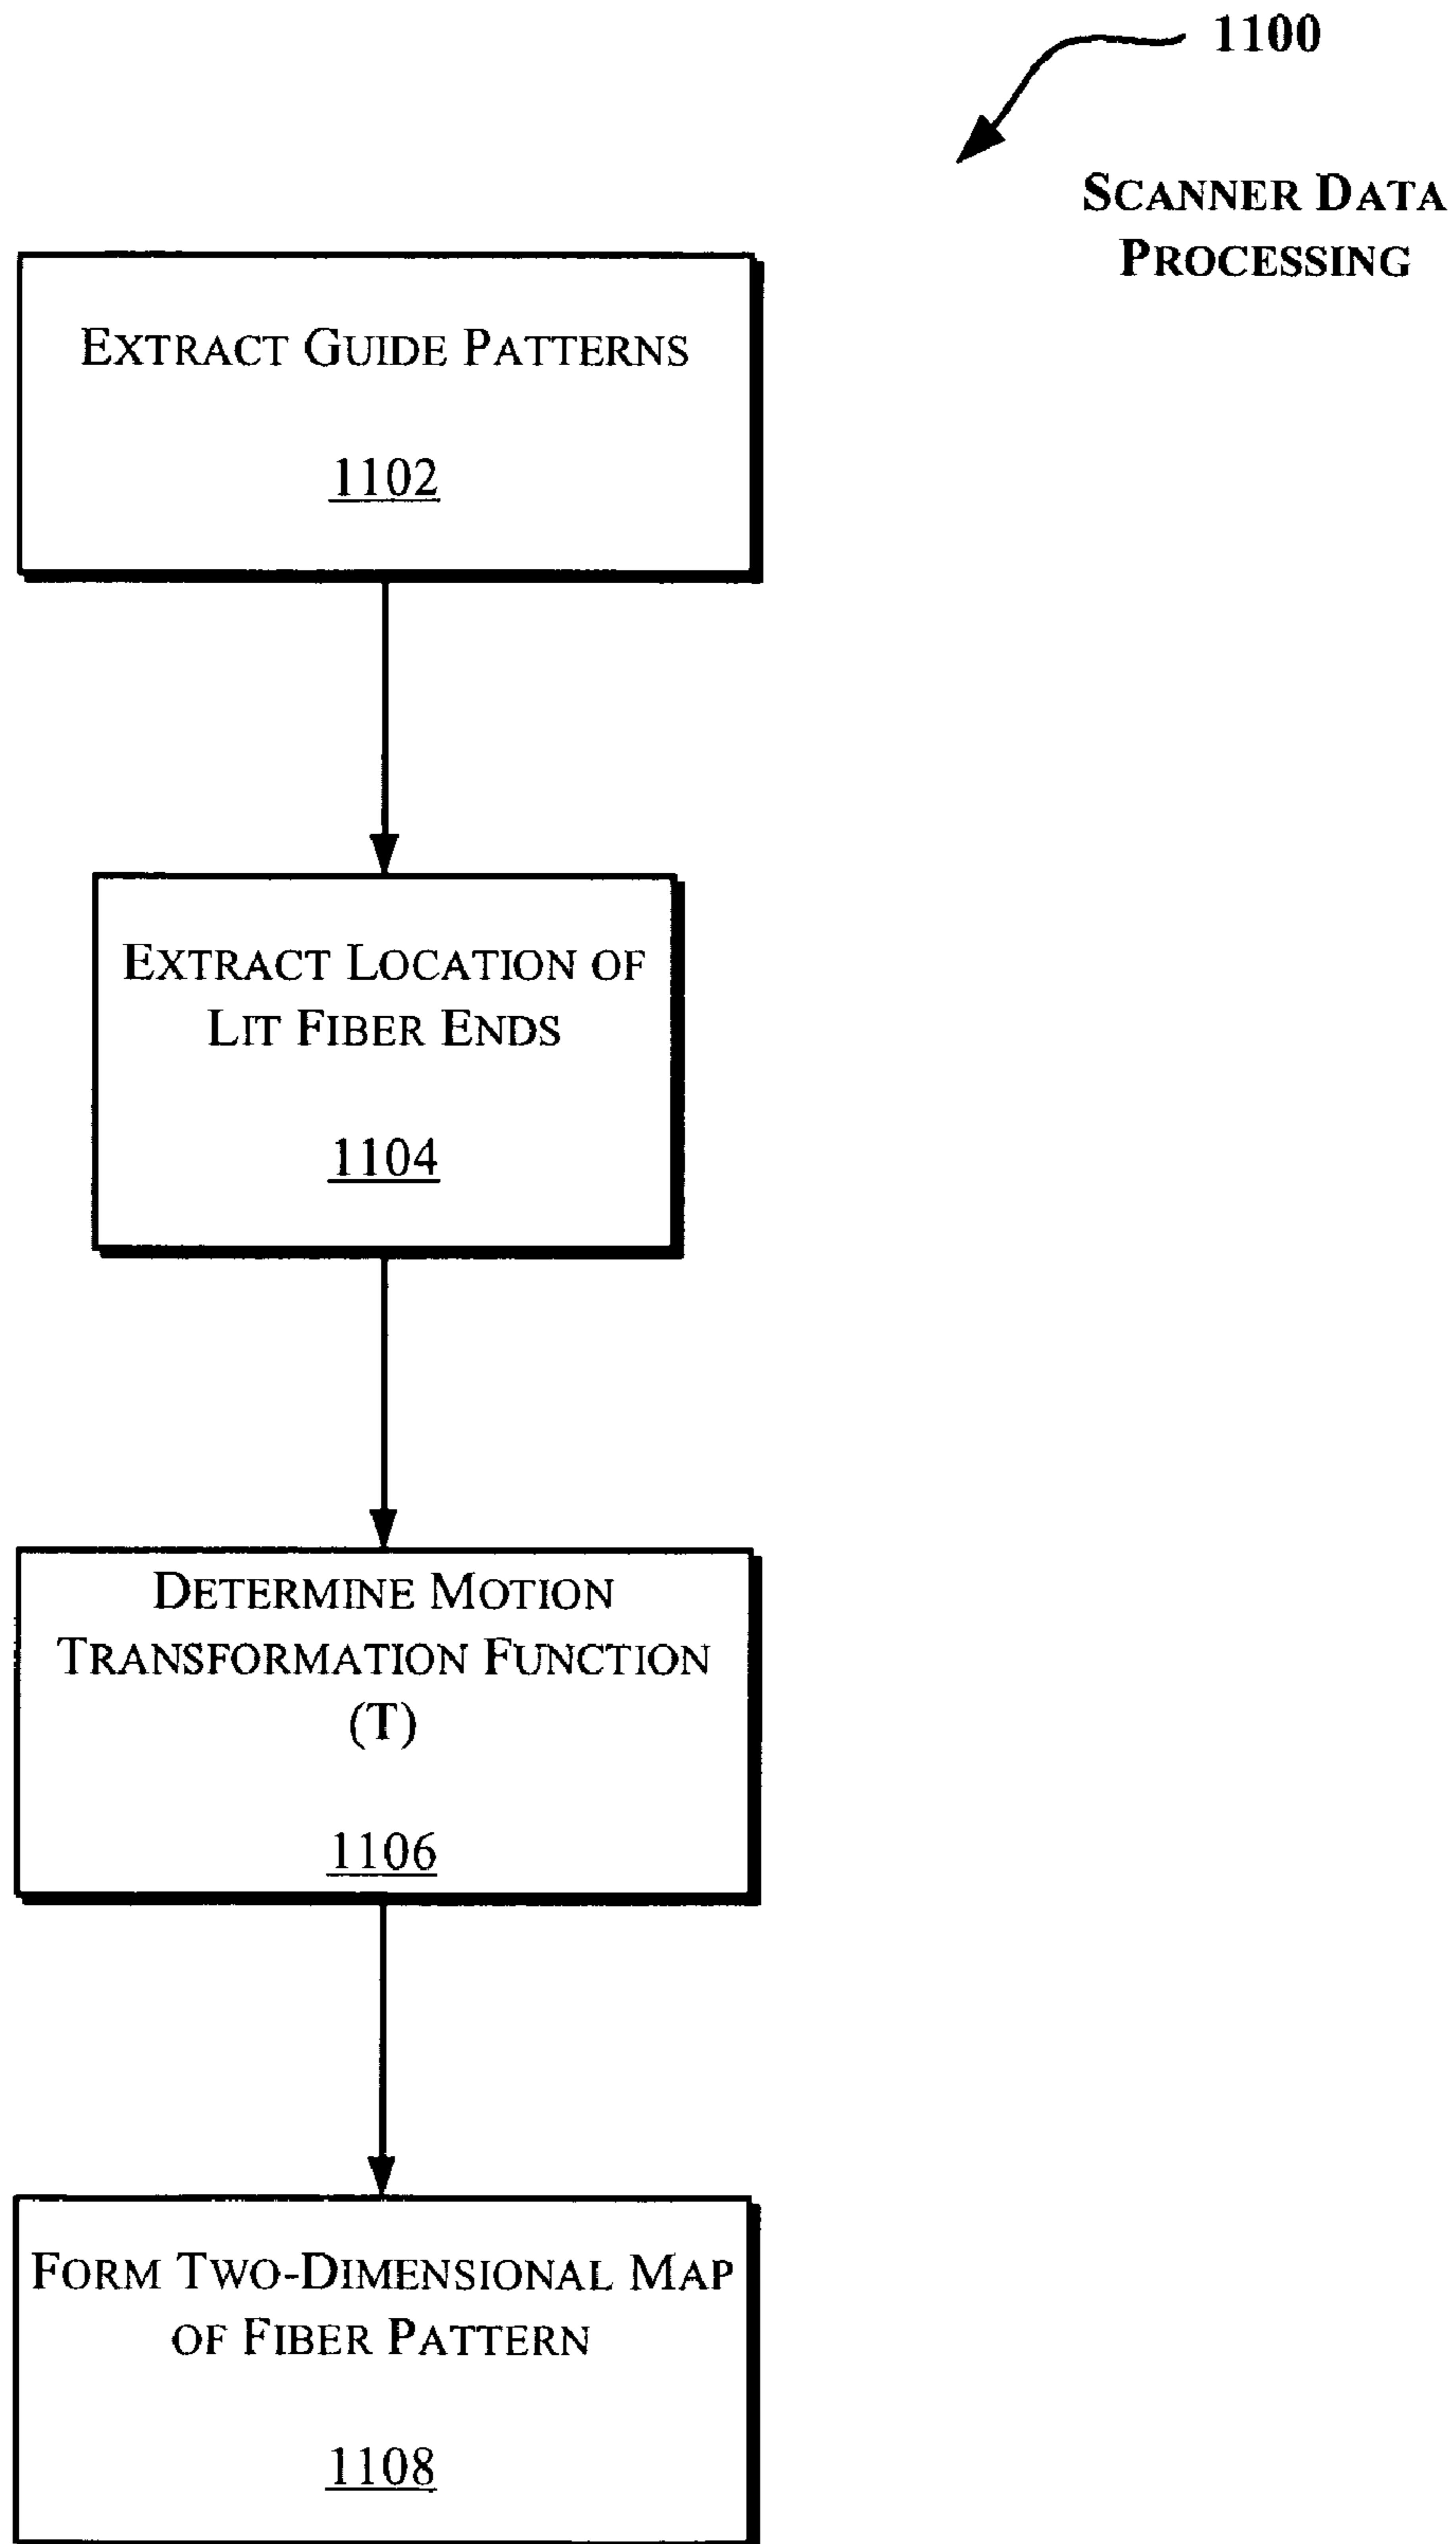 1100
SCANNER DATA
PROCESSING
EXTRACT GUIDE PATTERNS
1102
EXTRACT LOCATION OF
LIT FIBER ENDS
1104
DETERMINE MOTION
TRANSFORMATION FUNCTION
(T)
1106
FORM TWO-DIMENSIONAL MAP
OF FIBER PATTERN
1108